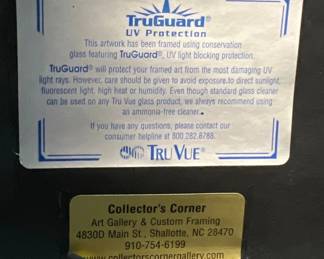 TruGuard®
UV Protection
This artwork has been framed using conservation
glass featuring TruGuard®, UV light blocking protection.
TruGuard® will protect your framed art from the most damaging UV
light rays. However, care should be given to avoid exposure to direct sunlight,
fluorescent light, high heat or humidity. Even though standard glass cleaner
can be used on any Tru Vue glass product, we always recommend using
an ammonia-free cleaner.
If you have any questions, please contact our
consumer helpline at 800.282.8788.
TRU VUE®
Collector's Corner
Art Gallery & Custom Framing
4830D Main St., Shallotte, NC 28470
910-754-6199
www.collectorscornergallery.com